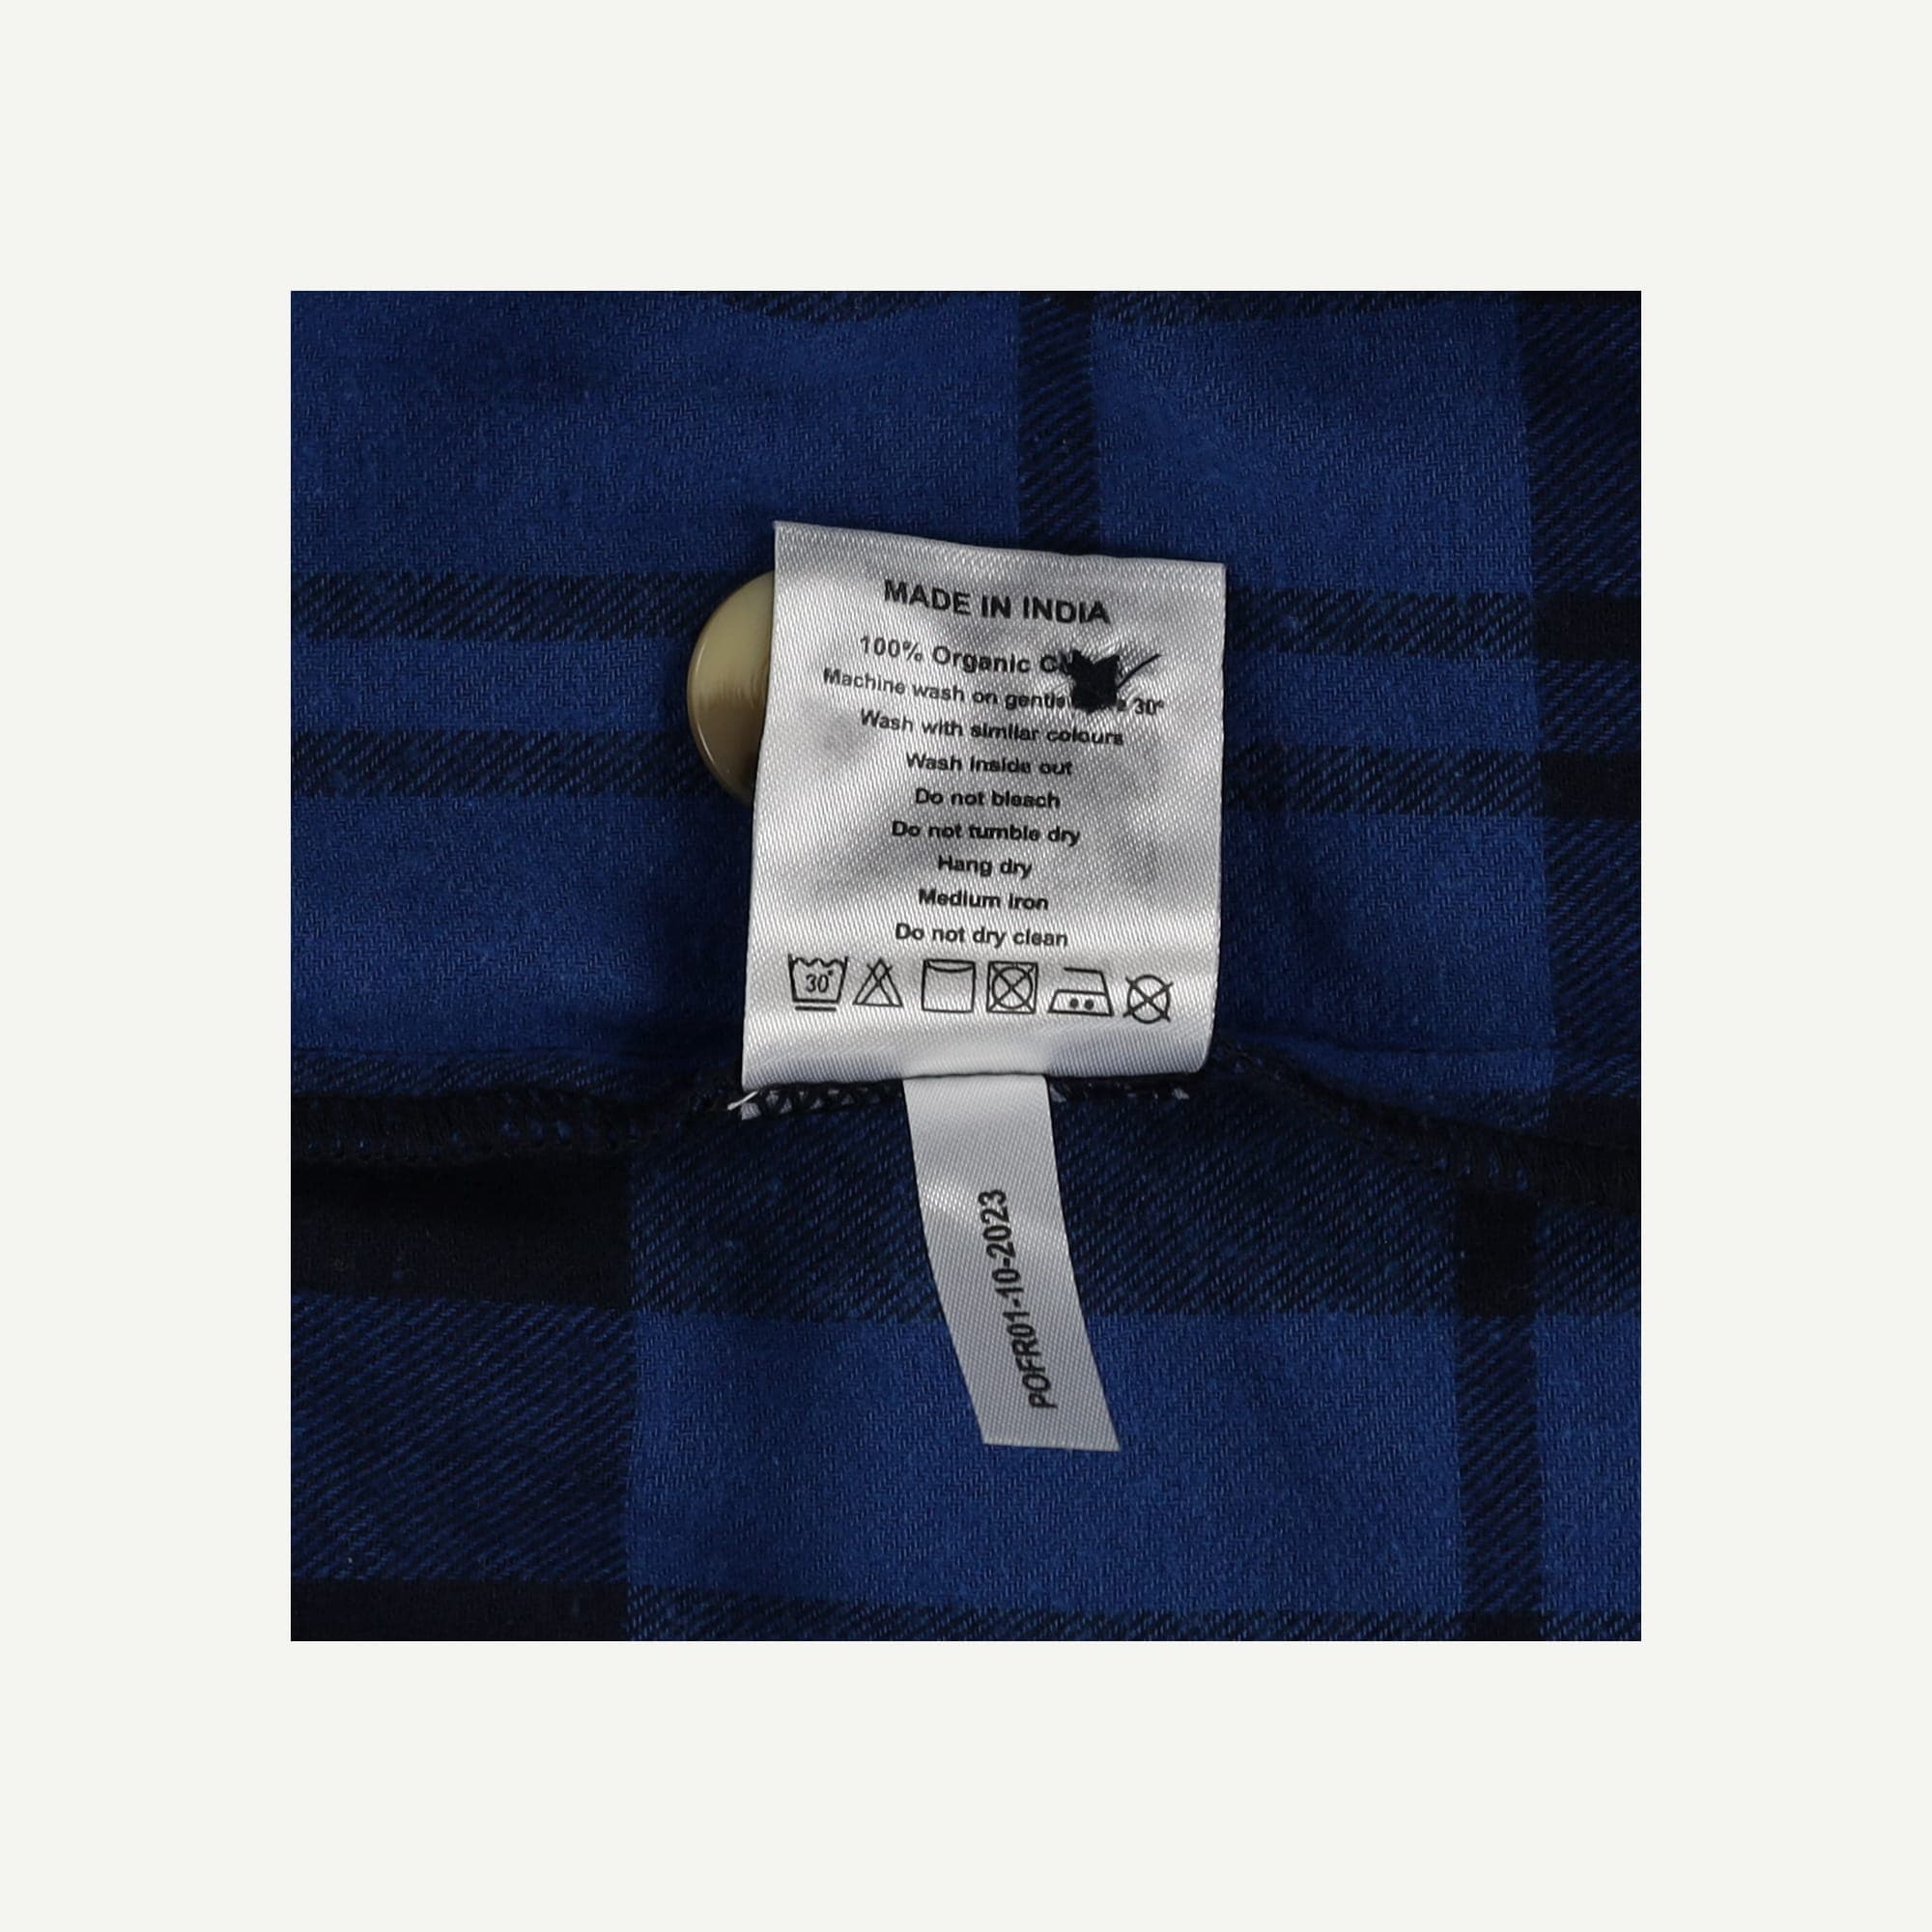 MADE IN INDIA
100% Organic
Machine wash on gentle 30°
Wash with similar colours
Wash inside out
Do not bleach
Do not tumble dry
Hang dry
Medium iron
Do not dry clean
30°
POFR01-10-2023